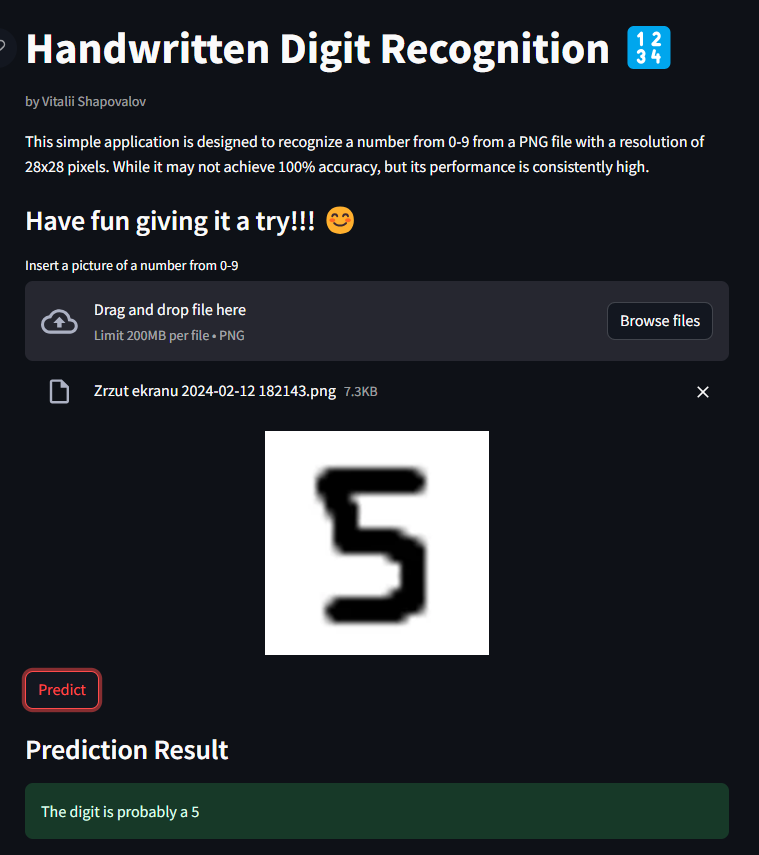 Handwritten Digit Recognition 🔢
by Vitalii Shapovalov
This simple application is designed to recognize a number from 0-9 from a PNG file with a resolution of
28x28 pixels. While it may not achieve 100% accuracy, but its performance is consistently high.
Have fun giving it a try!!! 😊
Insert a picture of a number from 0-9
Drag and drop file here
Limit 200MB per file • PNG
Browse files
Zrzut ekranu 2024-02-12 182143.png 7.3KB
5
Predict
Prediction Result
The digit is probably a 5